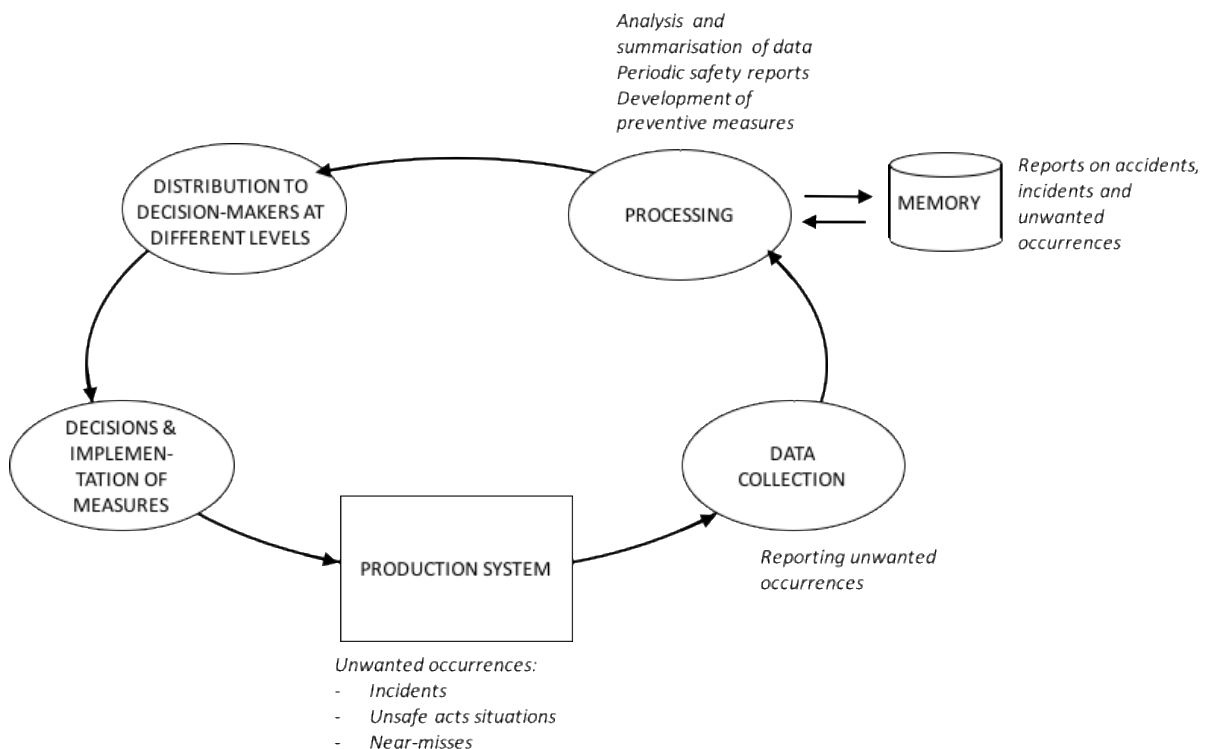 Analysis and
summarisation of data
Periodic safety reports
Development of
preventive measures
DISTRIBUTION TO
DECISION-MAKERS AT
DIFFERENT LEVELS
PROCESSING
MEMORY
Reports on accidents,
incidents and
unwanted
occurrences
DECISIONS &
IMPLEMEN-
TATION OF
MEASURES
DATA
COLLECTION
PRODUCTION SYSTEM
Reporting unwanted
occurrences
Unwanted occurrences:
- Incidents
- Unsafe acts situations
- Near-misses